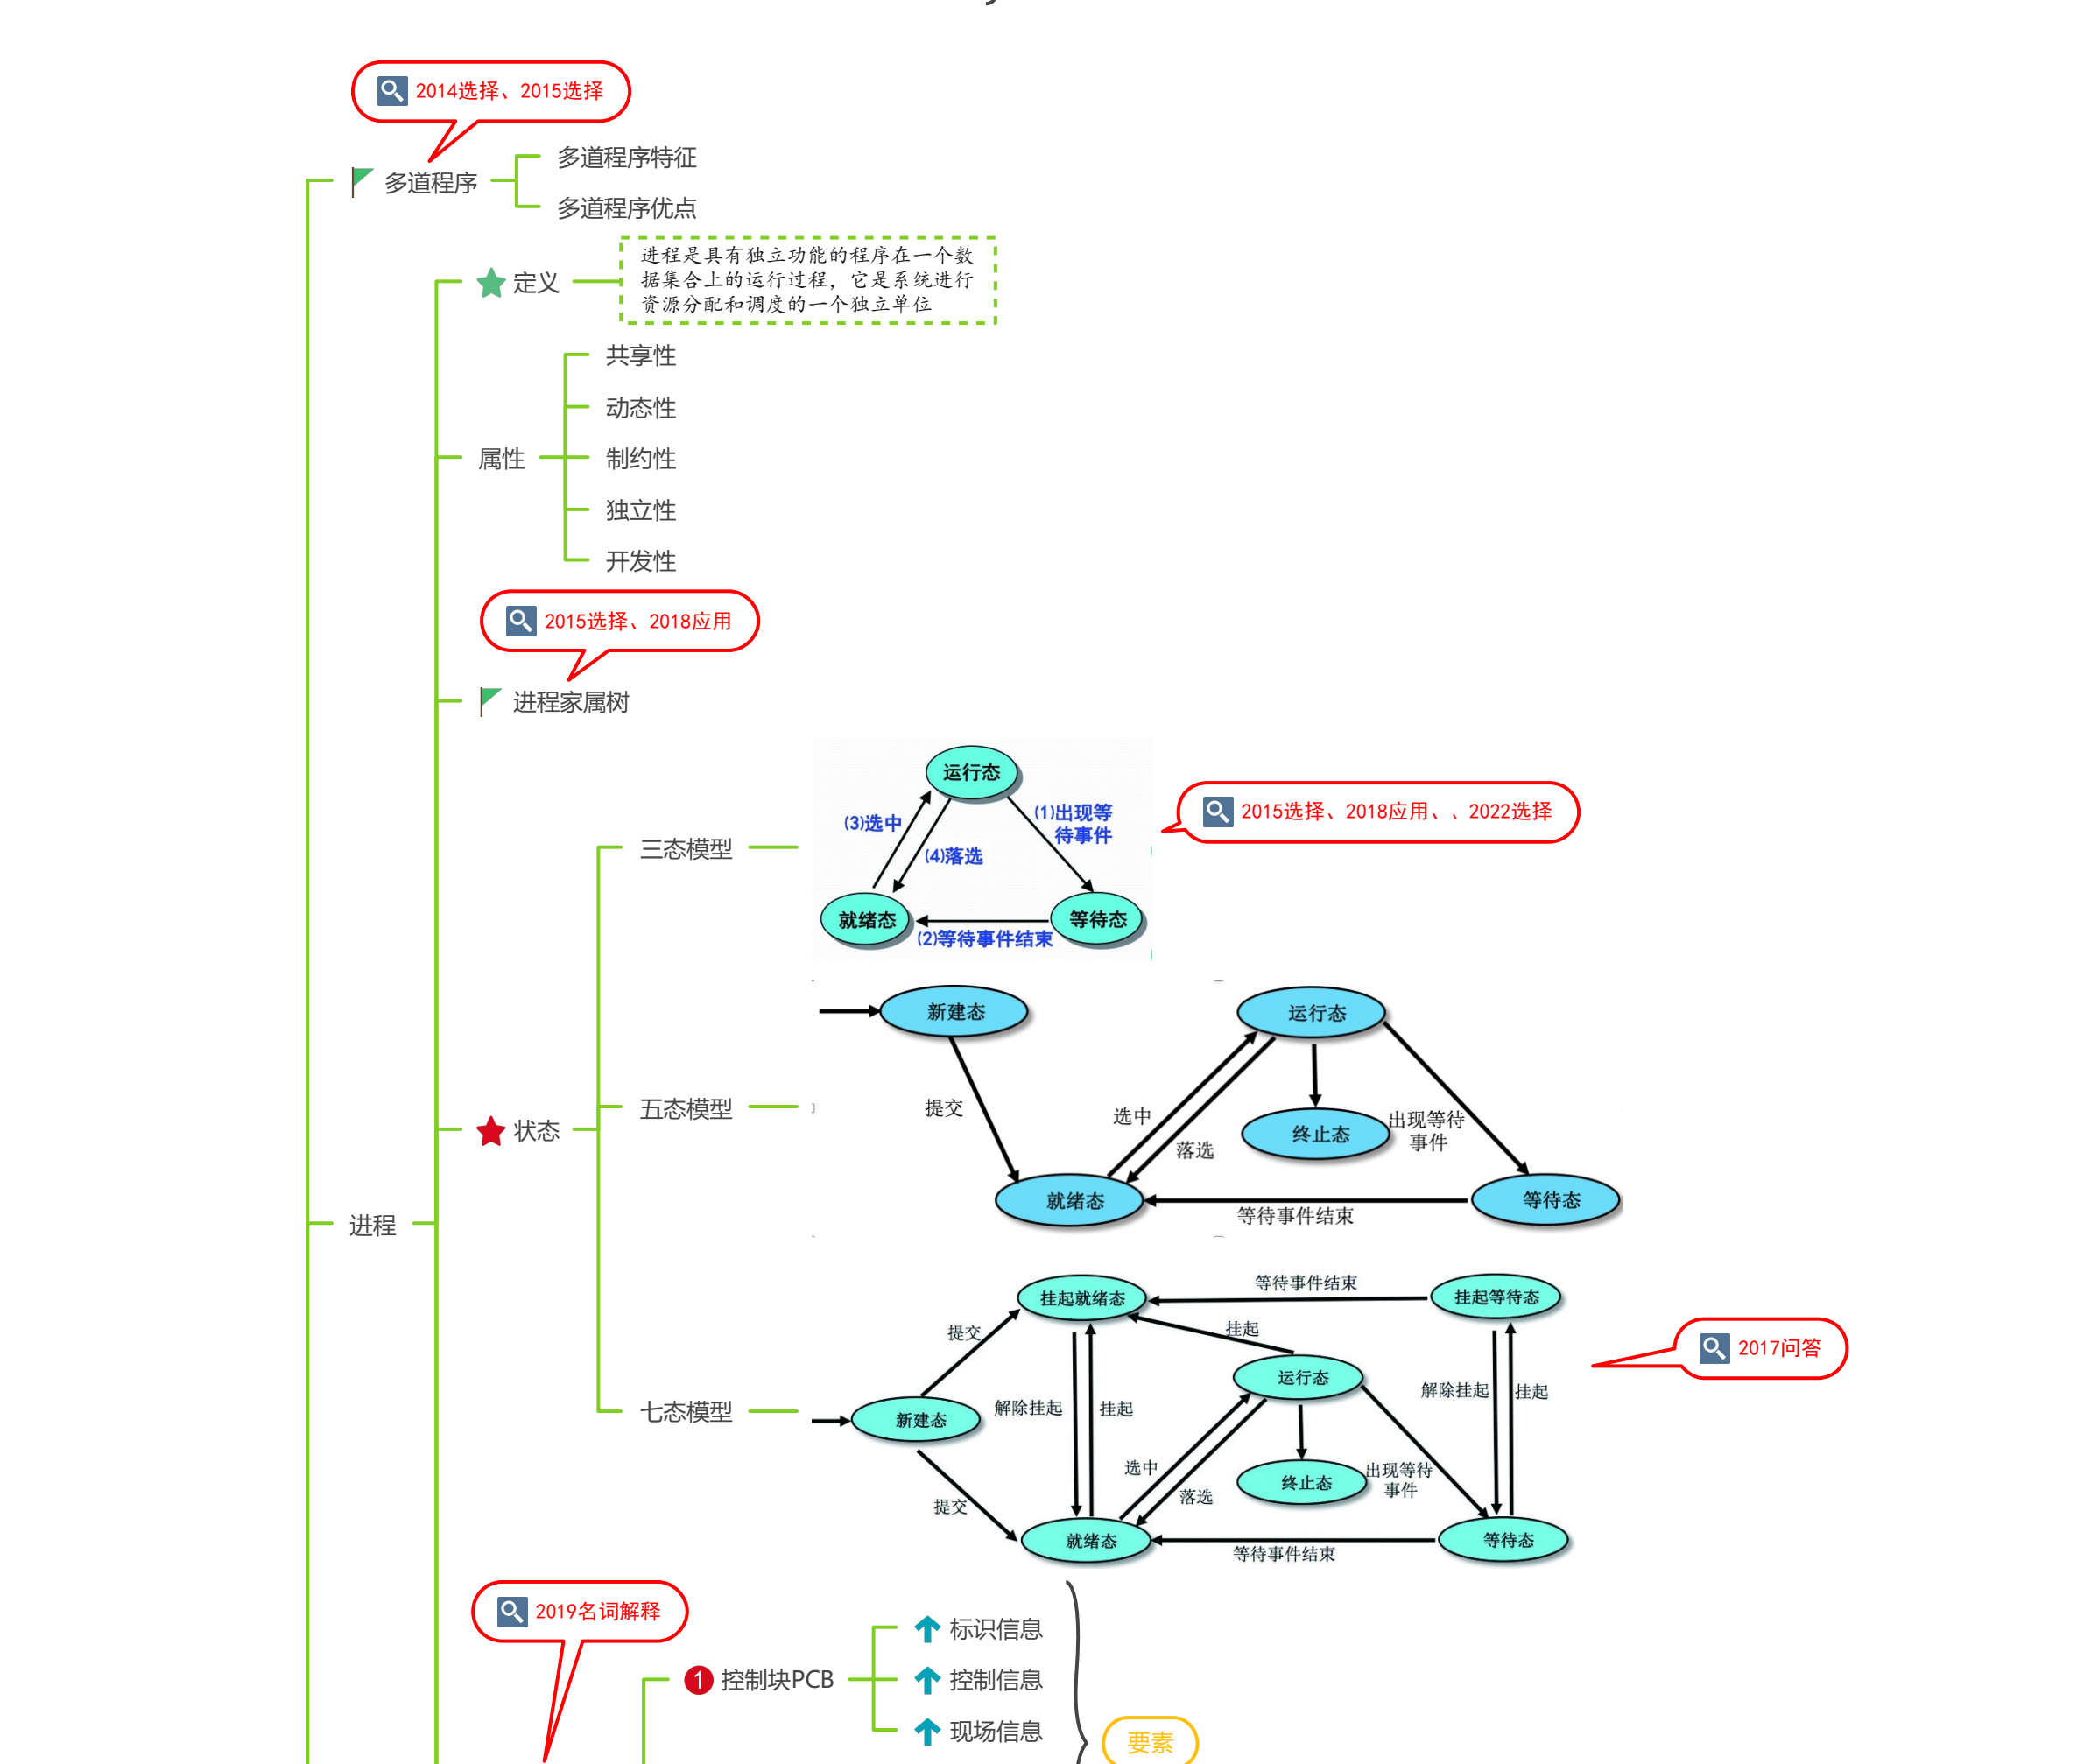 2014选择、2015选择
多道程序
多道程序特征
多道程序优点
定义
进程是具有独立功能的程序在一个数
据集合上的运行过程，它是系统进行
资源分配和调度的一个独立单位
属性
共享性
动态性
制约性
独立性
开发性
2015选择、2018应用
进程家属树
进程
状态
三态模型
运行态
(3)选中
(1)出现等
待事件
(4)落选
就绪态
等待态
(2)等待事件结束
2015选择、2018应用、、2022选择
五态模型
新建态
运行态
提交
选中
落选
终止态
出现等待
事件
就绪态
等待态
等待事件结束
七态模型
挂起就绪态
等待事件结束
挂起等待态
提交
挂起
运行态
解除挂起
挂起
解除挂起
挂起
新建态
选中
落选
终止态
出现等待
事件
提交
就绪态
等待态
等待事件结束
2017问答
2019名词解释
1
控制块PCB
标识信息
控制信息
现场信息
要素